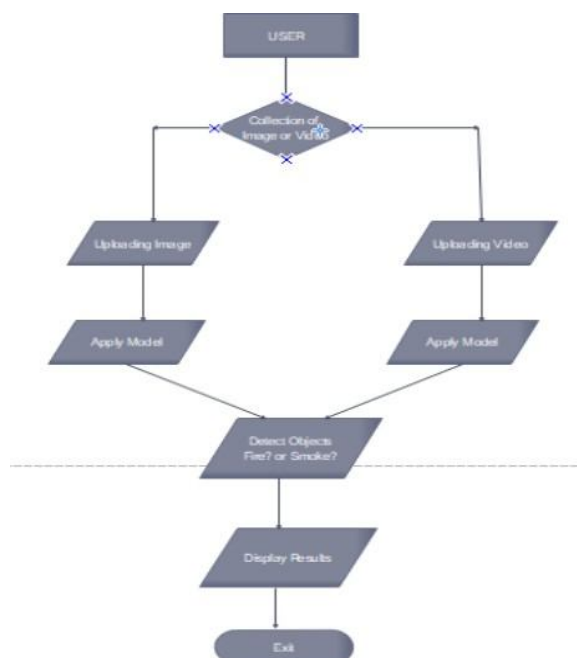 USER
Collection of
Image or Video
Uploading Image
Uploading Video
Apply Model
Apply Model
Detect Objects
Fire? or Smoke?
Display Results
Exit